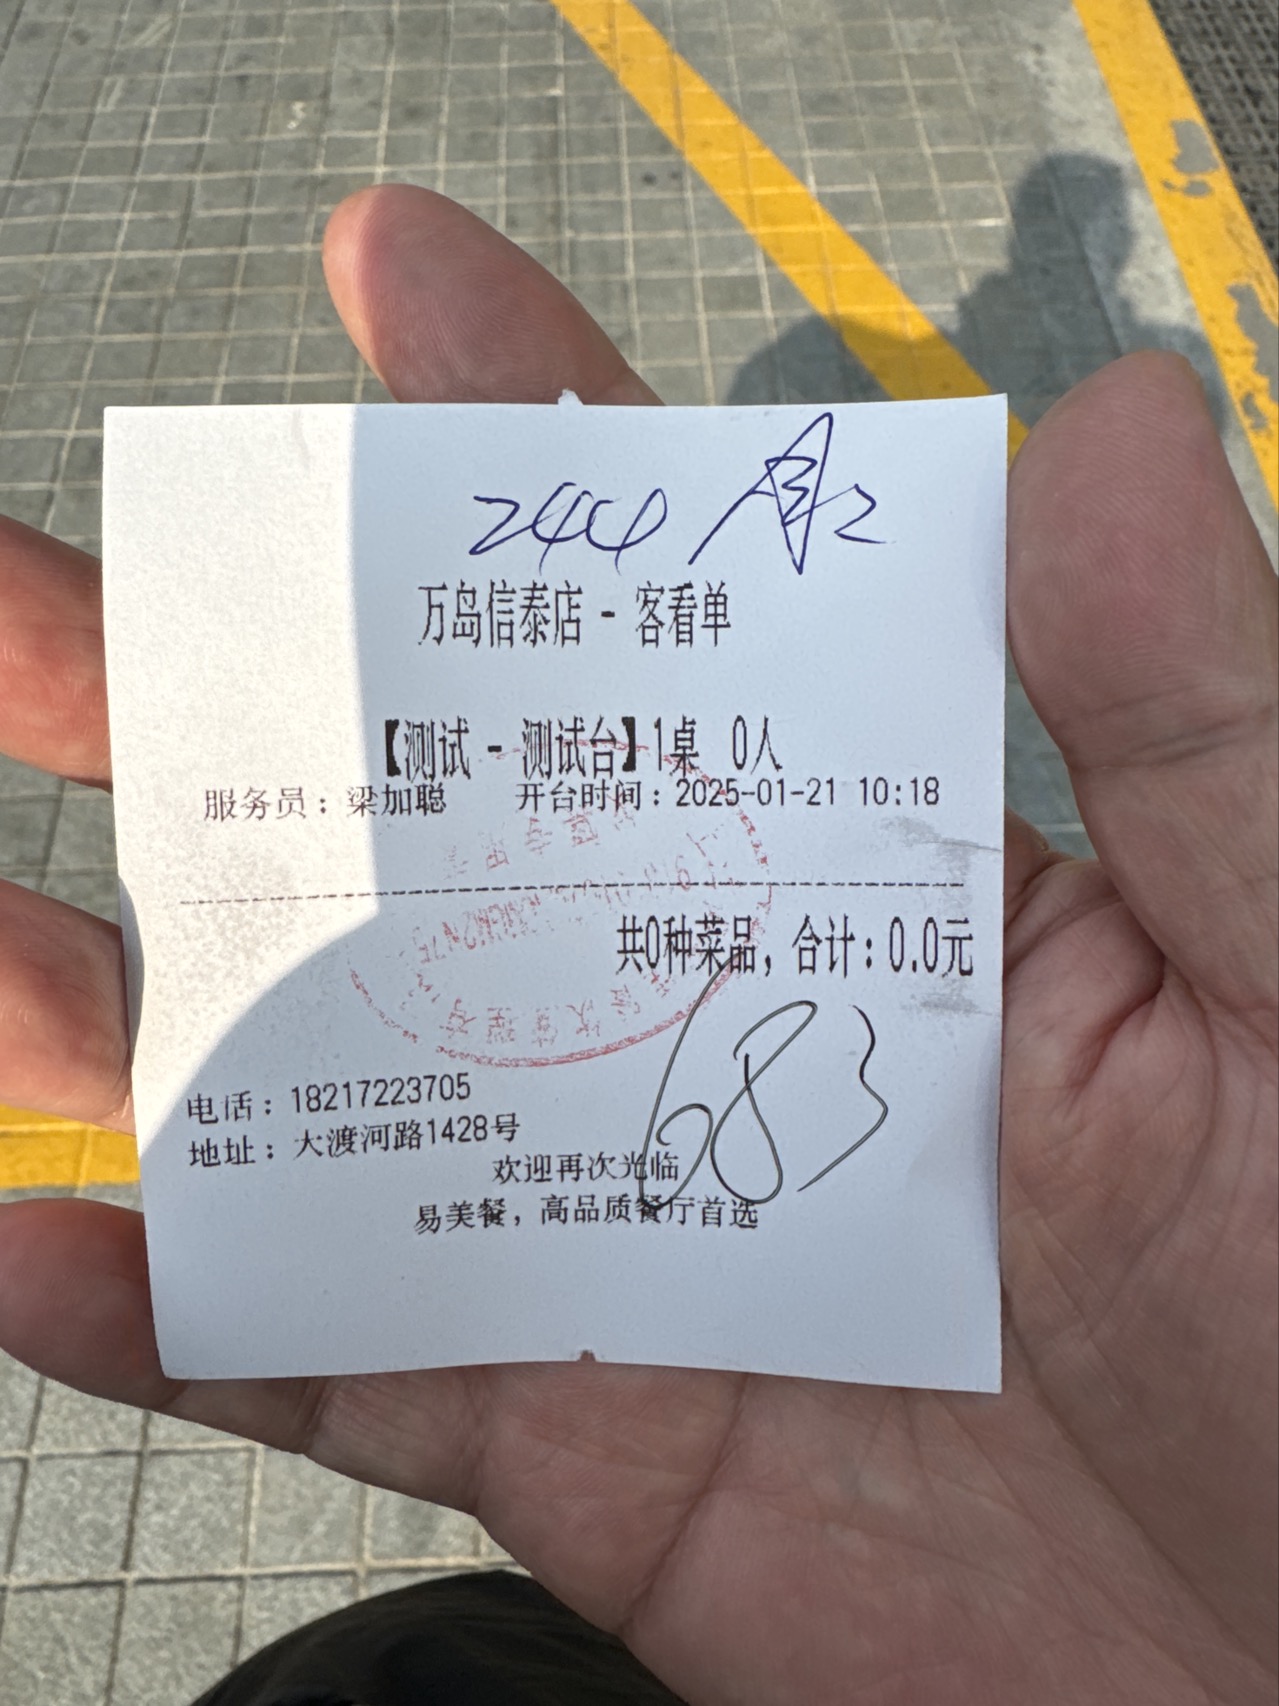 244
万岛信泰店 - 客看单
【测试 - 测试台】1桌 0人
服务员：梁加聪 开台时间：2025-01-21 10:18
共0种菜品，合计：0.0元
683
电话：18217223705
地址：大渡河路1428号
欢迎再次光临
易美餐，高品质餐厅首选